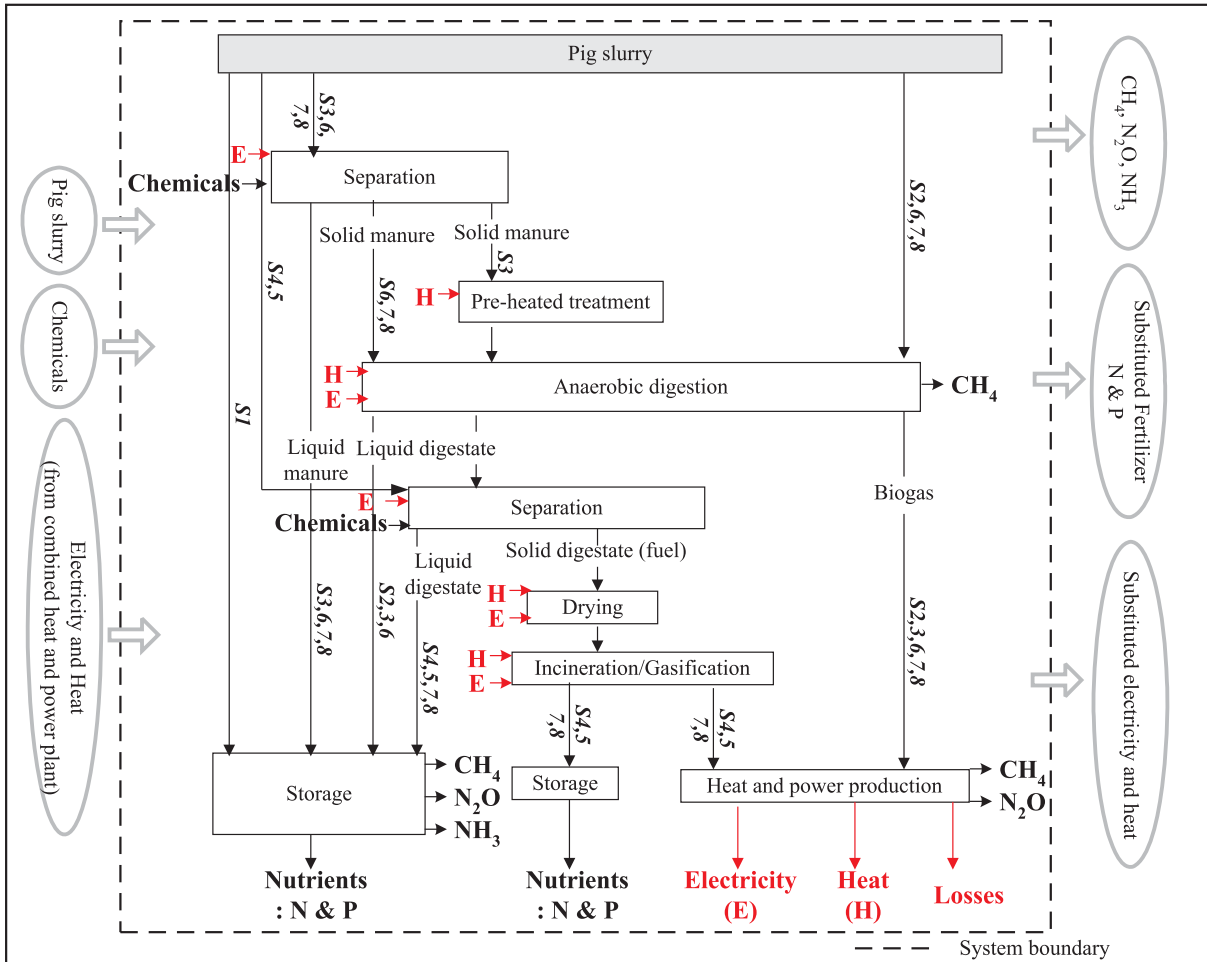 Pig slurry
S3,6,
7,8
E
Chemicals
Separation
S4,5
Solid manure
Solid manure
S3
S6,7,8
S2,6,7,8
H
Pre-heated treatment
H
E
Anaerobic digestion
CH4
S1
Liquid
manure
Liquid digestate
Biogas
E
Chemicals
Separation
Liquid
digestate
Solid digestate (fuel)
H
E
Drying
S3,6,7,8
S2,3,6
S4,5,7,8
S2,3,6,7,8
H
E
Incineration/Gasification
S4,5
7,8
S4,5
7,8
Storage
CH4
N2O
NH3
Storage
Heat and power production
CH4
N2O
Nutrients
: N & P
Nutrients
: N & P
Electricity
(E)
Heat
(H)
Losses
System boundary
Pig slurry
Chemicals
Electricity and Heat
(from combined heat and power plant)
CH4, N2O, NH3
Substituted Fertilizer
N & P
Substituted electricity and heat